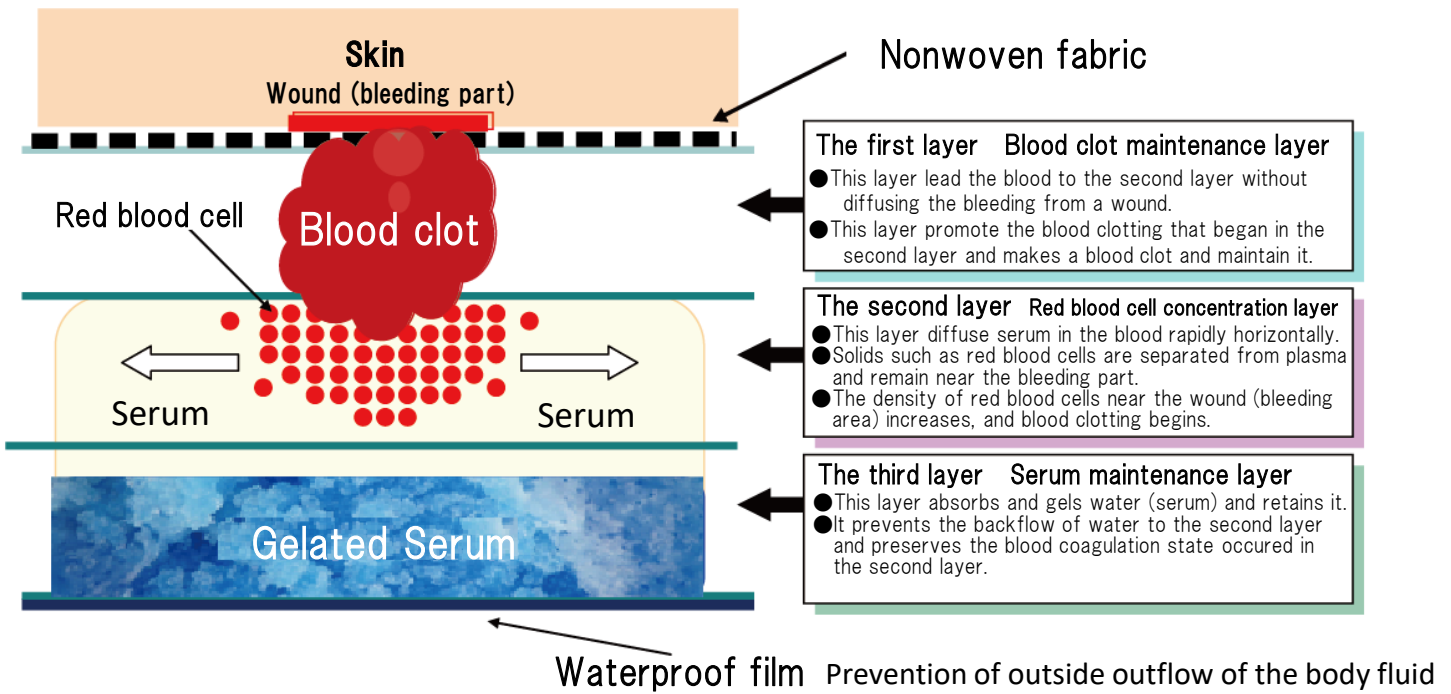 Skin
Wound (bleeding part)
Nonwoven fabric
The first layer Blood clot maintenance layer
●This layer lead the blood to the second layer without
diffusing the bleeding from a wound.
●This layer promote the blood clotting that began in the
second layer and makes a blood clot and maintain it.
Red blood cell
Blood clot
The second layer Red blood cell concentration layer
●This layer diffuse serum in the blood rapidly horizontally.
●Solids such as red blood cells are separated from plasma
and remain near the bleeding part.
●The density of red blood cells near the wound (bleeding
area) increases, and blood clotting begins.
Serum
Serum
The third layer Serum maintenance layer
●This layer absorbs and gels water (serum) and retains it.
●It prevents the backflow of water to the second layer
and preserves the blood coagulation state occured in
the second layer.
Gelated Serum
Waterproof film Prevention of outside outflow of the body fluid